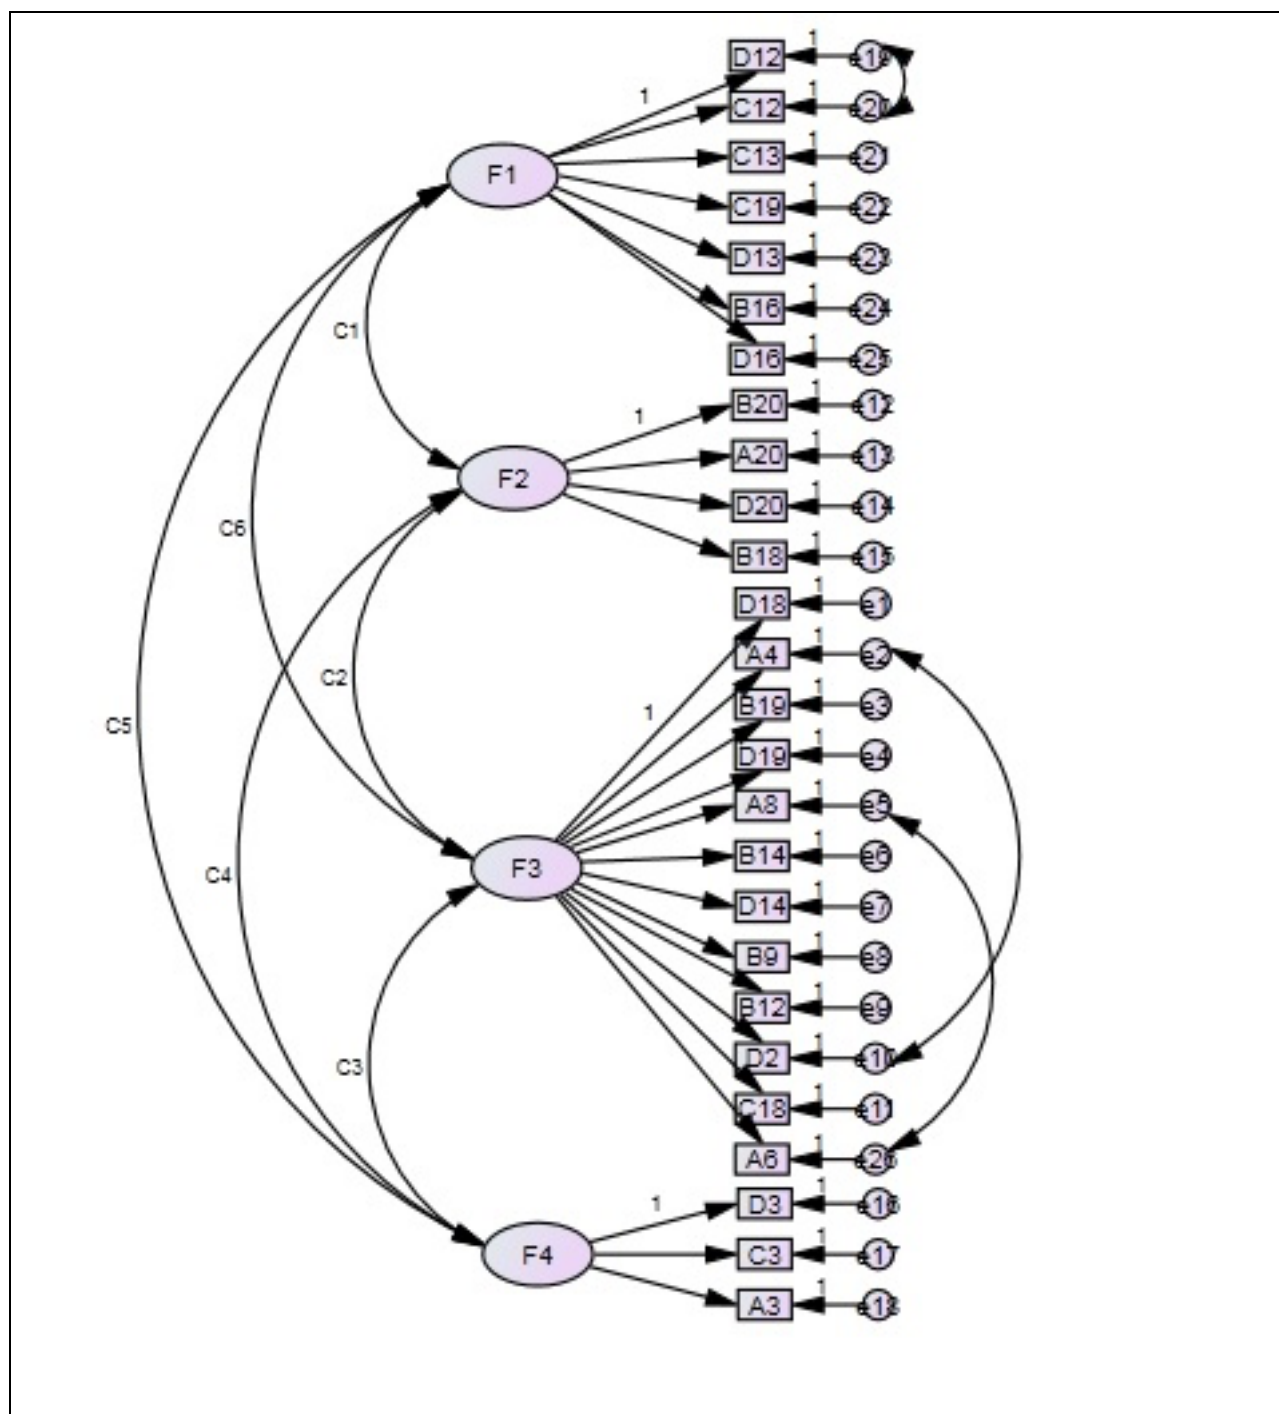 D12 1 e19
1
C12 1 e20
C13 1 e21
F1
C19 1 e22
D13 1 e23
B16 1 e24
C1
D16 1 e25
B20 1 e12
1
A20 1 e13
F2
D20 1 e14
C6
B18 1 e15
D18 1 e1
A4 1 e2
C2
B19 1 e3
1
C5
D19 1 e4
A8 1 e5
B14 1 e6
F3
C4
D14 1 e7
B9 1 e8
B12 1 e9
D2 1 e10
C3
C18 1 e11
A6 1 e26
D3 1 e16
1
F4
C3 1 e17
A3 1 e18